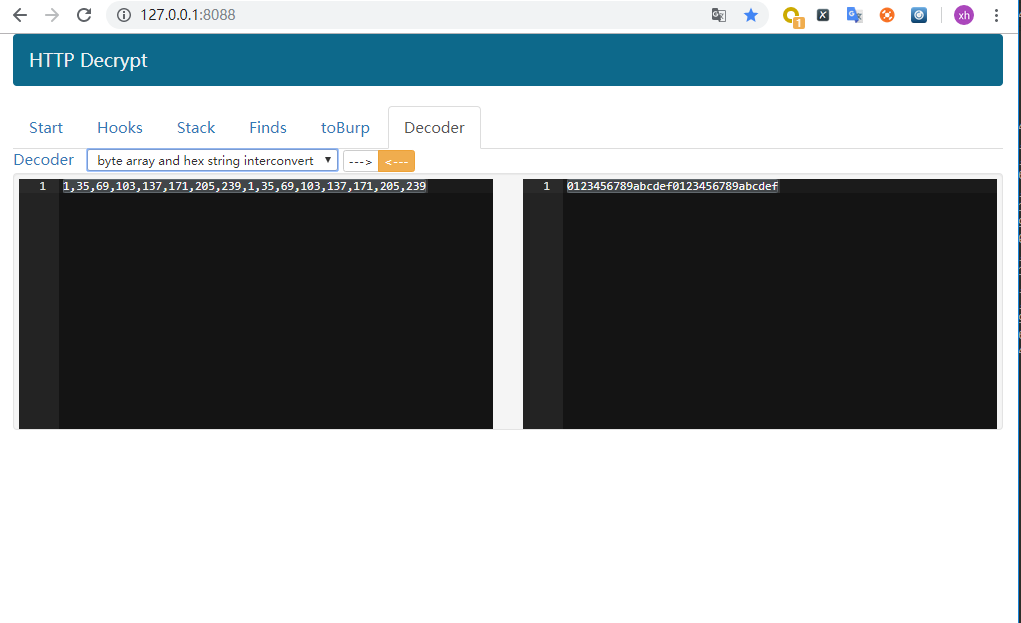 127.0.0.1:8088
1
xh
HTTP Decrypt
Start Hooks Stack Finds toBurp Decoder
Decoder byte array and hex string interconvert ---> <---
1 1,35,69,103,137,171,205,239,1,35,69,103,137,171,205,239
1 0123456789abcdef0123456789abcdef